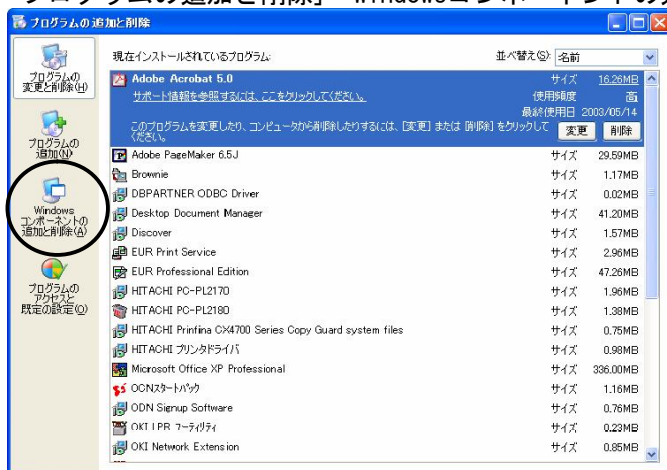 プログラムの追加と削除
プログラムの追加と削除
現在インストールされているプログラム:
並べ替え(S):
名前
プログラムの
変更と削除(H)
プログラムの
追加(N)
Windows
コンポーネントの
追加と削除(A)
プログラムの
アクセスと
既定の設定(O)
Adobe Acrobat 5.0 サイズ 16.26MB
サポート情報を参照するには、ここをクリックしてください。 使用頻度 高
最終使用日 2003/05/14
このプログラムを変更したり、コンピュータから削除したりするには、[変更] または [削除] をクリックして
ください。
変更 削除
Adobe PageMaker 6.5J サイズ 29.59MB
Brownie サイズ 1.17MB
DBPARTNER ODBC Driver サイズ 0.02MB
Desktop Document Manager サイズ 41.20MB
Discover サイズ 1.57MB
EUR Print Service サイズ 2.96MB
EUR Professional Edition サイズ 47.26MB
HITACHI PC-PL2170 サイズ 1.96MB
HITACHI PC-PL2180 サイズ 1.38MB
HITACHI Prinfina CX4700 Series Copy Guard system files サイズ 0.75MB
HITACHI プリンタドライバ サイズ 0.98MB
Microsoft Office XP Professional サイズ 336.00MB
OCNスタートパック サイズ 1.16MB
ODN Signup Software サイズ 0.76MB
OKI LPR ユーティリティ サイズ 0.23MB
OKI Network Extension サイズ 0.85MB